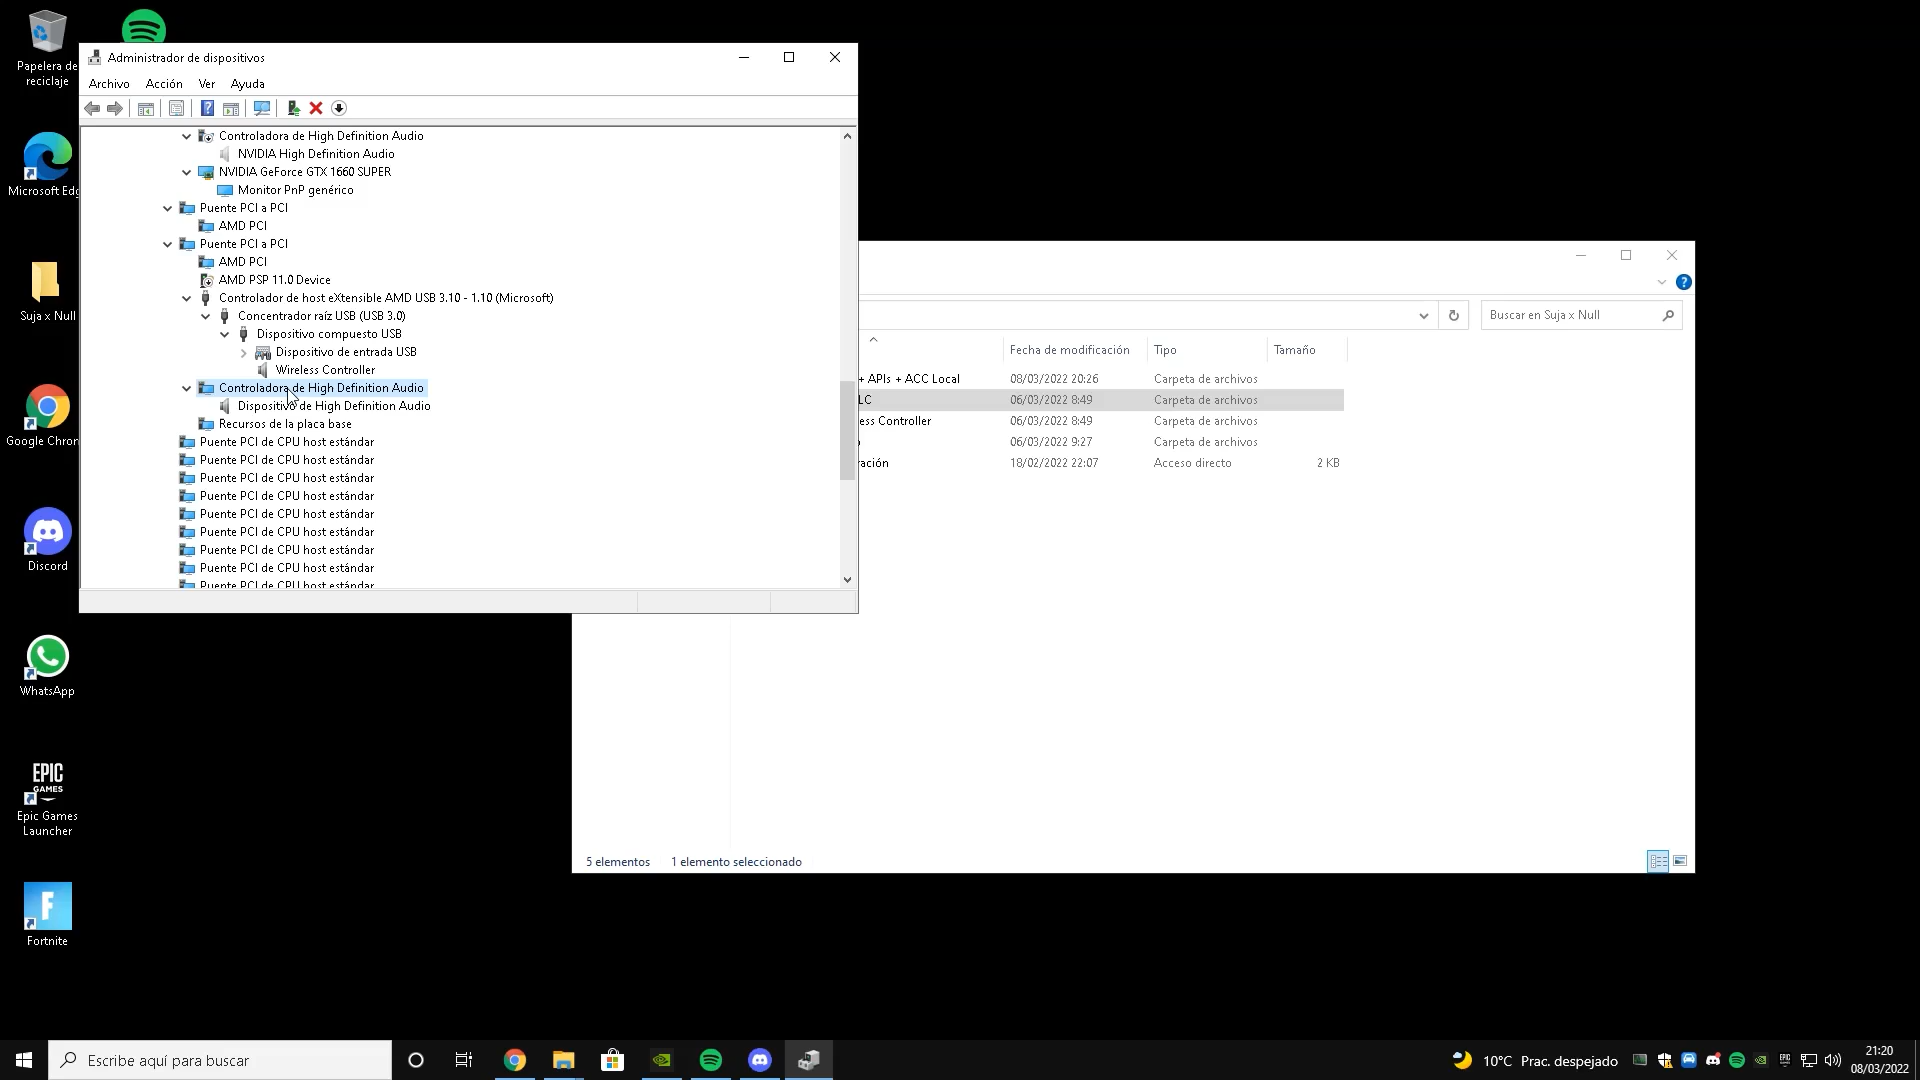 Papelera de
reciclaje
Microsoft Edg
Suja x Null
Google Chron
Discord
WhatsApp
EPIC
GAMES
Epic Games
Launcher
Fortnite
Administrador de dispositivos
Archivo Acción Ver Ayuda
Controladora de High Definition Audio
NVIDIA High Definition Audio
NVIDIA GeForce GTX 1660 SUPER
Monitor PnP genérico
Puente PCI a PCI
AMD PCI
Puente PCI a PCI
AMD PCI
AMD PSP 11.0 Device
Controlador de host eXtensible AMD USB 3.10 - 1.10 (Microsoft)
Concentrador raíz USB (USB 3.0)
Dispositivo compuesto USB
Dispositivo de entrada USB
Wireless Controller
Controladora de High Definition Audio
Dispositivo de High Definition Audio
Recursos de la placa base
Puente PCI de CPU host estándar
Puente PCI de CPU host estándar
Puente PCI de CPU host estándar
Puente PCI de CPU host estándar
Puente PCI de CPU host estándar
Puente PCI de CPU host estándar
Puente PCI de CPU host estándar
Puente PCI de CPU host estándar
Puente PCI de CPU host estándar
Buscar en Suja x Null
Fecha de modificación Tipo Tamaño
+ APIs + ACC Local 08/03/2022 20:26 Carpeta de archivos
LC 06/03/2022 8:49 Carpeta de archivos
ess Controller 06/03/2022 8:49 Carpeta de archivos
o 06/03/2022 9:27 Carpeta de archivos
ración 18/02/2022 22:07 Acceso directo 2 KB
5 elementos 1 elemento seleccionado
Escribe aquí para buscar
10°C Prac. despejado
21:20
08/03/2022